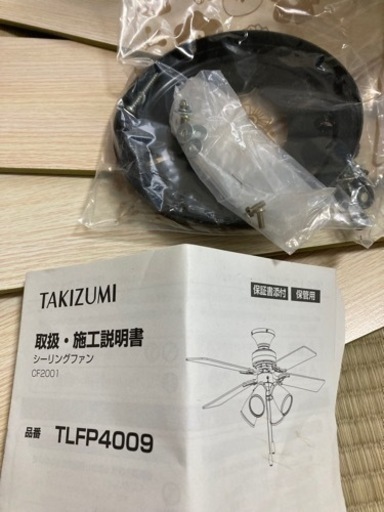 TAKIZUMI
保証書添付 保管用
取扱・施工説明書
シーリングファン
CF2001
品番 TLFP4009